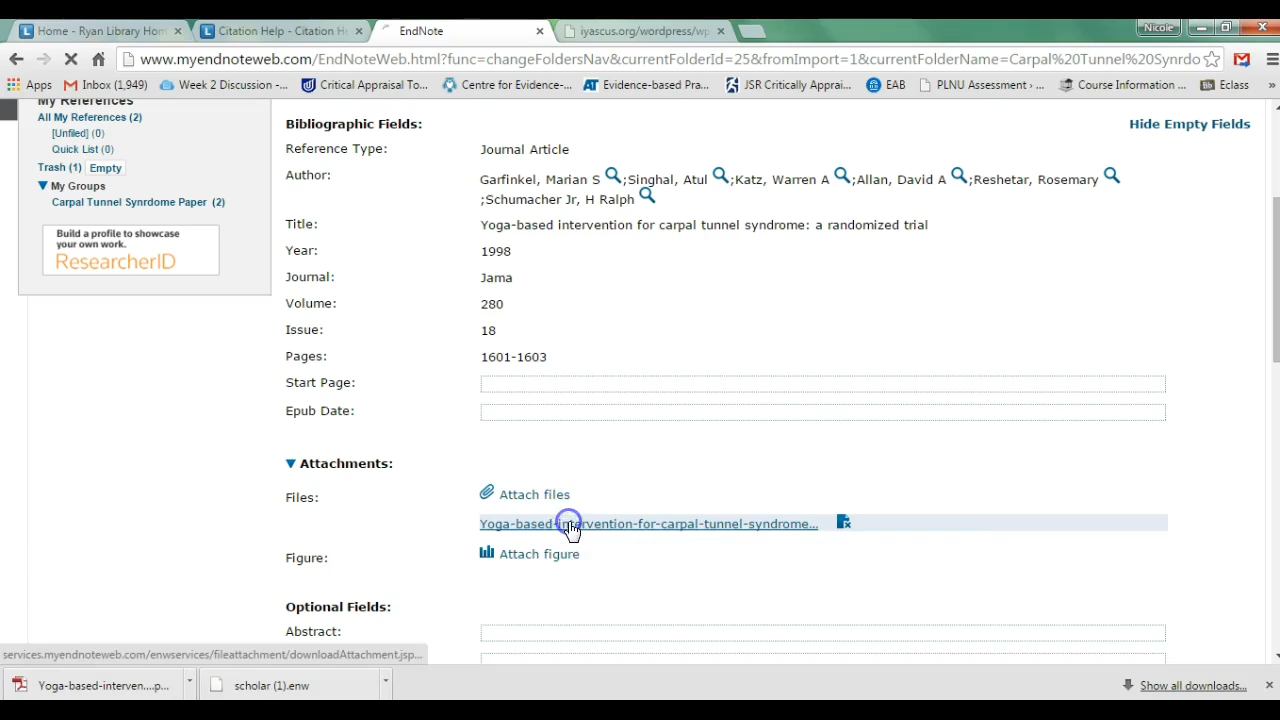 Home - Ryan Library Hom
Citation Help - Citation H
EndNote
iyascus.org/wordpress/wp
Nicole
www.myendnoteweb.com/EndNoteWeb.html?func=changeFoldersNav&currentFolderId=25&fromImport=1&currentFolderName=Carpal%20Tunnel%20Synrdo
Apps
Inbox (1,949)
Week 2 Discussion -...
Critical Appraisal To...
Centre for Evidence-...
AT Evidence-based Pra...
JSR Critically Apprai...
EAB
PLNU Assessment › ...
Course Information ...
Bb Eclass
»
My References
All My References (2)
[Unfiled] (0)
Quick List (0)
Trash (1) Empty
My Groups
Carpal Tunnel Synrdome Paper (2)
Build a profile to showcase
your own work.
ResearcherID
Bibliographic Fields:
Hide Empty Fields
Reference Type: Journal Article
Author: Garfinkel, Marian S ;Singhal, Atul ;Katz, Warren A ;Allan, David A ;Reshetar, Rosemary
;Schumacher Jr, H Ralph
Title: Yoga-based intervention for carpal tunnel syndrome: a randomized trial
Year: 1998
Journal: Jama
Volume: 280
Issue: 18
Pages: 1601-1603
Start Page:
Epub Date:
Attachments:
Files: Attach files
Yoga-based-intervention-for-carpal-tunnel-syndrome...
Figure: Attach figure
Optional Fields:
Abstract:
services.myendnoteweb.com/enwservices/fileattachment/downloadAttachment.jsp...
Yoga-based-interven....p...
scholar (1).enw
Show all downloads...